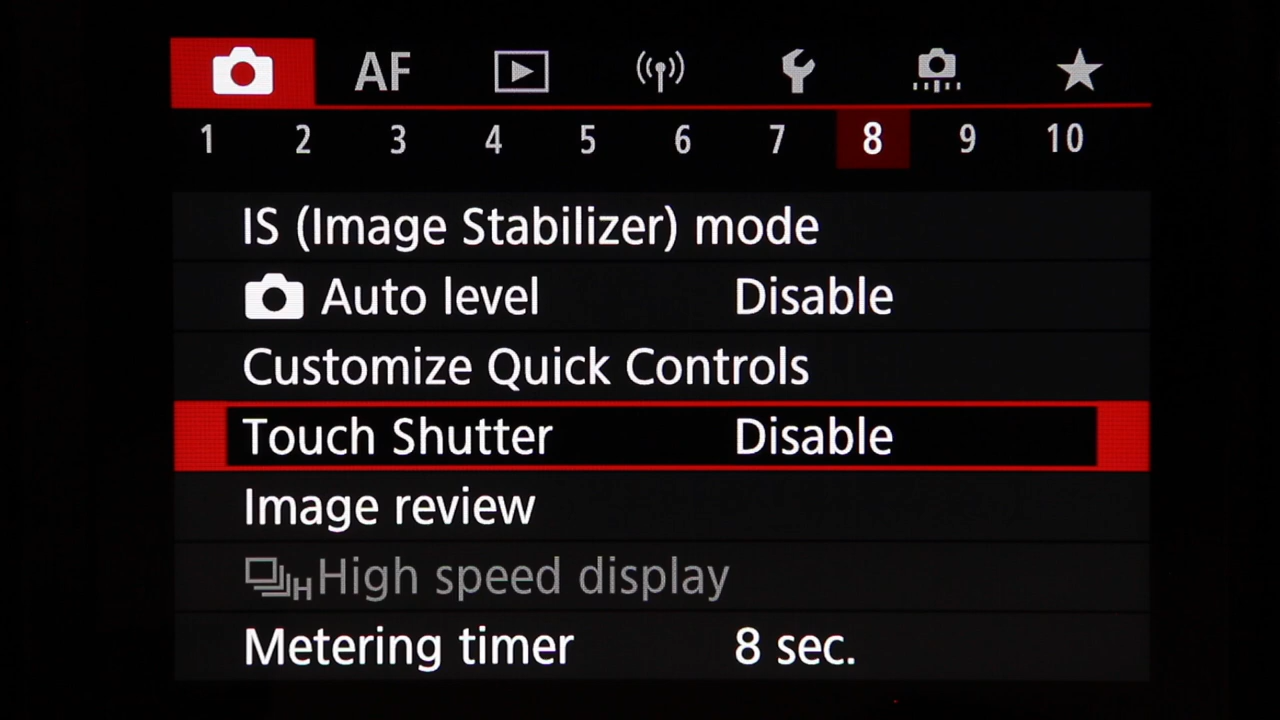 AF
1 2 3 4 5 6 7 8 9 10
IS (Image Stabilizer) mode
Auto level Disable
Customize Quick Controls
Touch Shutter Disable
Image review
H High speed display
Metering timer 8 sec.